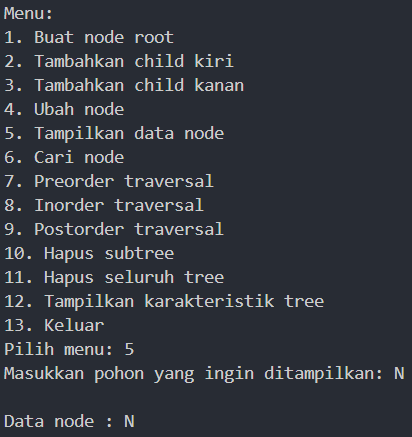 Menu:
1. Buat node root
2. Tambahkan child kiri
3. Tambahkan child kanan
4. Ubah node
5. Tampilkan data node
6. Cari node
7. Preorder traversal
8. Inorder traversal
9. Postorder traversal
10. Hapus subtree
11. Hapus seluruh tree
12. Tampilkan karakteristik tree
13. Keluar
Pilih menu: 5
Masukkan pohon yang ingin ditampilkan: N
Data node : N